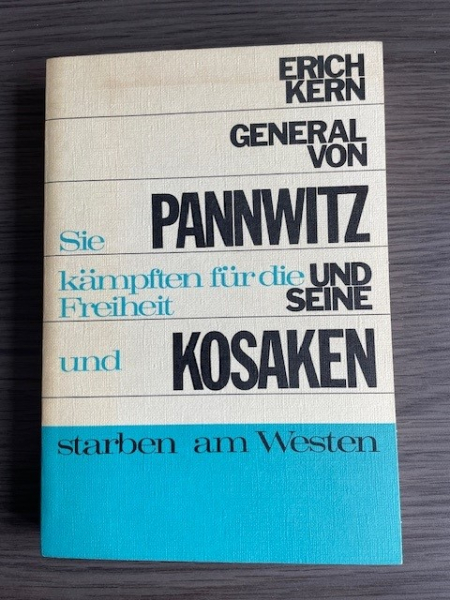 ERICH
KERN
GENERAL
VON
PANNWITZ
UND
SEINE
KOSAKEN
Sie
kämpften für die
Freiheit
und
starben am Westen